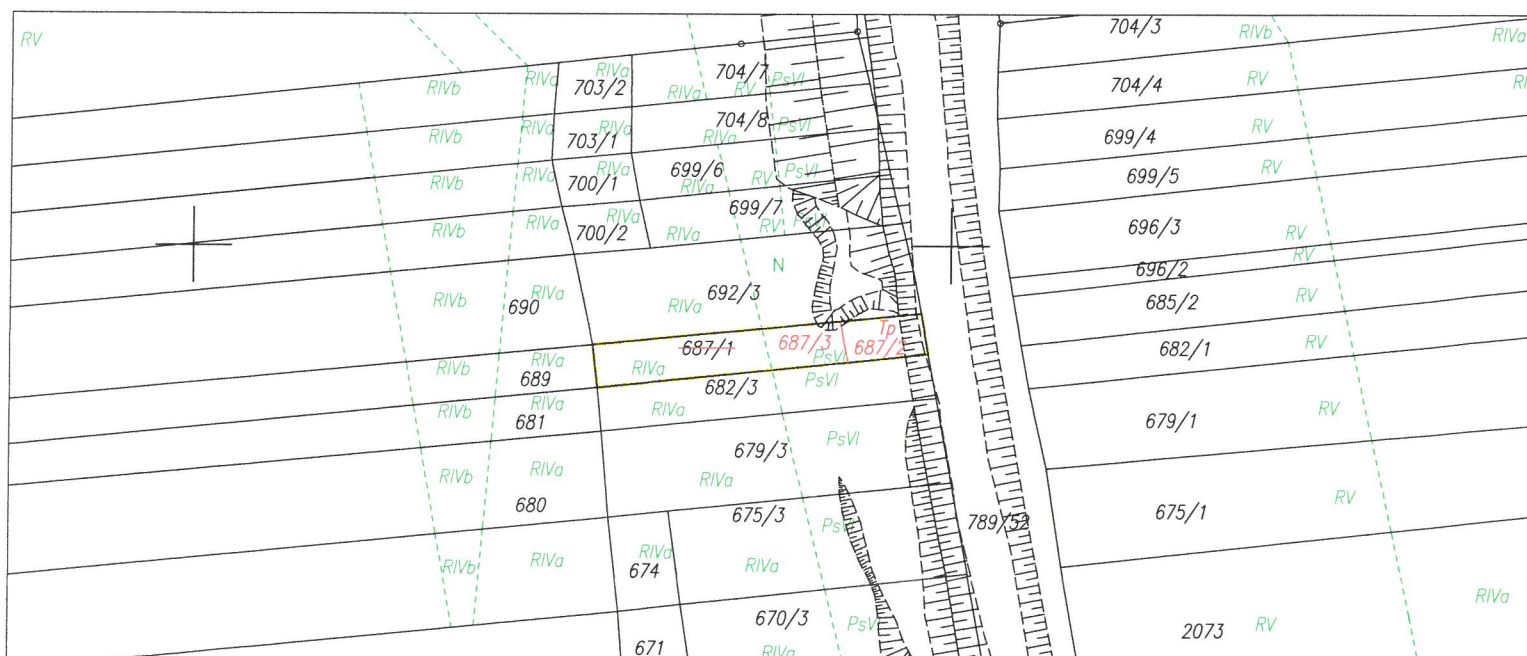 704/3
RIVb
RIVa
RV
RIVa
704/7
PsVI
RIVb
RIVa
703/2
RV
RIVa
704/4
RV
704/8
PsVI
RIVb
RIVa
RIVa
703/1
RIVa
699/4
RV
699/6
RIVb
RIVa
RIVa
700/1
RIVa
RV
PsVI
699/5
RV
699/7
RIVb
RIVa
RIVa
700/2
RIVa
RV
696/3
RV
RV
N
696/2
RIVb
RIVa
690
692/3
RIVa
685/2
RV
Tp
687/1
687/3
687/2
RIVb
RIVa
689
RIVa
PsVI
682/1
RV
682/3
PsVI
RIVb
RIVa
681
RIVa
679/1
RV
679/3
PsVI
RIVb
RIVa
680
RIVa
675/3
789/52
675/1
RV
RIVb
RIVa
RIVa
674
RIVa
670/3
PsVI
RIVa
671
2073
RV
RIVa